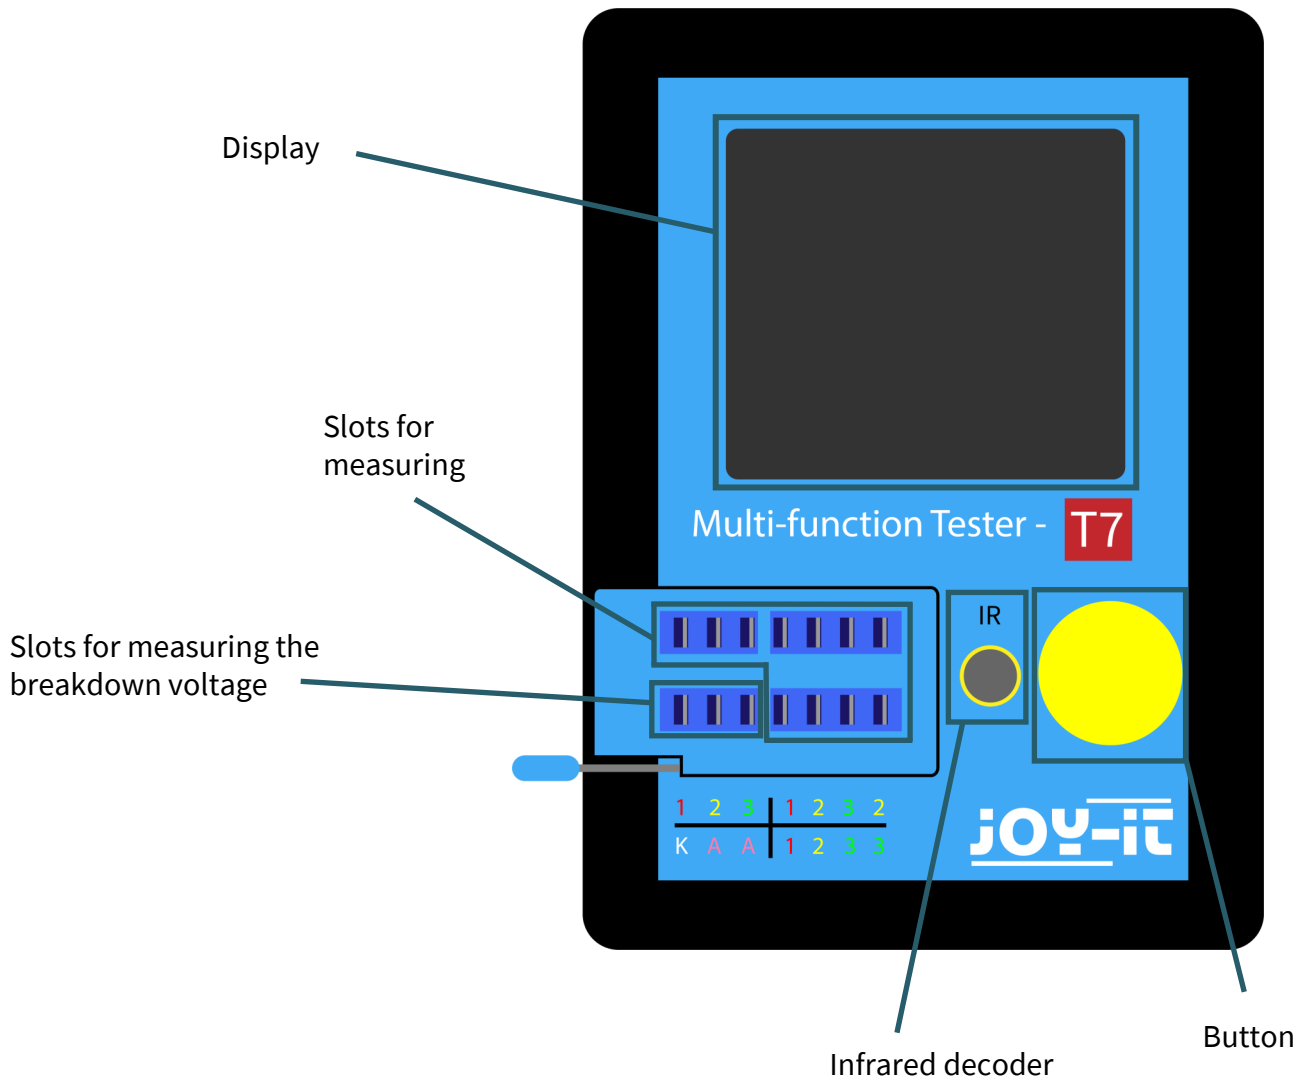 Display
Slots for
measuring
Multi-function Tester - T7
IR
Slots for measuring the
breakdown voltage
1 2 3 1 2 3 2
K A A 1 2 3 3
joy-it
Infrared decoder
Button